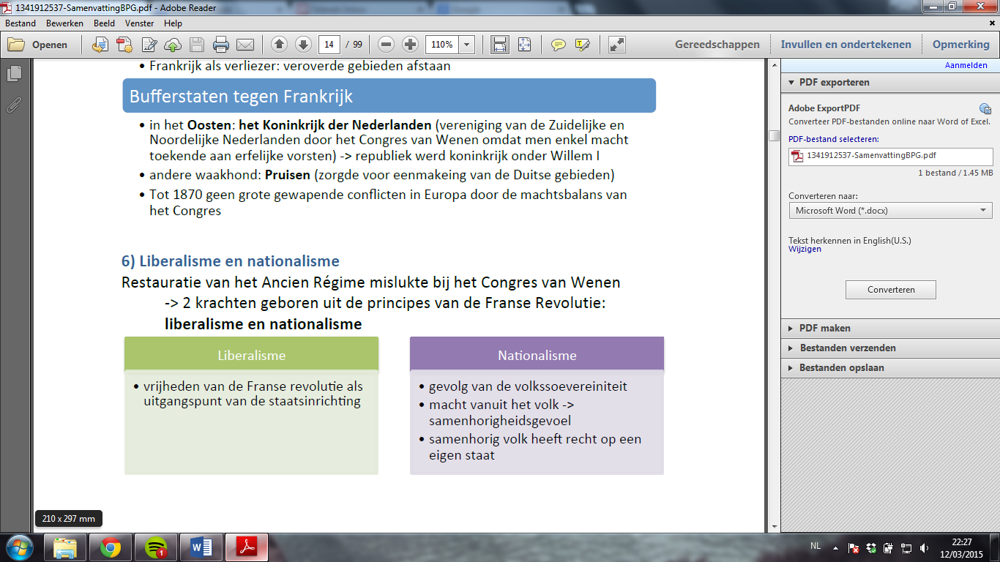 1341912537-SamenvattingBPG.pdf - Adobe Reader
Bestand Bewerken Beeld Venster Help
Openen 14 / 99 110% Gereedschappen Invullen en ondertekenen Opmerking
• Frankrijk als verliezer: veroverde gebieden afstaan
Bufferstaten tegen Frankrijk
• in het Oosten: het Koninkrijk der Nederlanden (vereniging van de Zuidelijke en
Noordelijke Nederlanden door het Congres van Wenen omdat men enkel macht
toekende aan erfelijke vorsten) -> republiek werd koninkrijk onder Willem I
• andere waakhond: Pruisen (zorgde voor eenmakeing van de Duitse gebieden)
• Tot 1870 geen grote gewapende conflicten in Europa door de machtsbalans van
het Congres
6) Liberalisme en nationalisme
Restauratie van het Ancien Régime mislukte bij het Congres van Wenen
-> 2 krachten geboren uit de principes van de Franse Revolutie:
liberalisme en nationalisme
Liberalisme
• vrijheden van de Franse revolutie als
uitgangspunt van de staatsinrichting
Nationalisme
• gevolg van de volkssoevereiniteit
• macht vanuit het volk ->
samenhorigheidsgevoel
• samenhorig volk heeft recht op een
eigen staat
210 x 297 mm
Aanmelden
PDF exporteren
Adobe ExportPDF
Converteer PDF-bestanden online naar Word of Excel.
PDF-bestand selecteren:
1341912537-SamenvattingBPG.pdf
1 bestand / 1.45 MB
Converteren naar:
Microsoft Word (*.docx)
Tekst herkennen in English(U.S.)
Wijzigen
Converteren
PDF maken
Bestanden verzenden
Bestanden opslaan
1
NL
22:27
12/03/2015